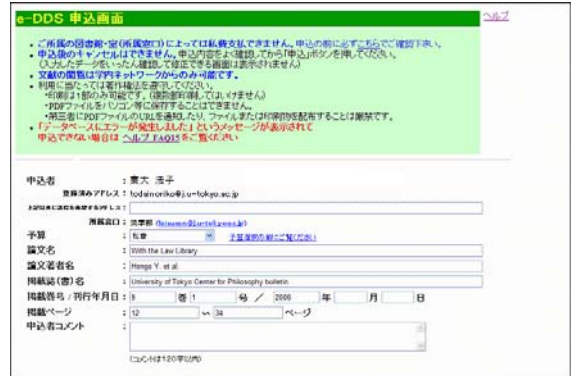 e-DDS 申込画面
ヘルプ
・ご所属の図書館・室(所属窓口)によっては私費支払できません。申込の前に必ずこちらでご確認下さい。
・申込後のキャンセルはできません。申込内容をよく確認してから「申込」ボタンを押してください。
(入力したデータをいったん確認して修正できる画面は表示されません)
・文献の閲覧は学内ネットワークからのみ可能です。
・利用に当たっては著作権法を遵守してください。
・印刷は1部のみ可能です。(複数部印刷してはいけません)
・PDFファイルをパソコン等に保存することはできません。
・第三者にPDFファイルのURLを通知したり、ファイルまたは印刷物を配布することは厳禁です。
・「データベースにエラーが発生しました」というメッセージが表示されて
申込できない場合は ヘルプ FAQ15をご覧ください
申込者 : 東大 法子
登録済みアドレス : todainoriko@j.u-tokyo.ac.jp
所属窓口 : 法学部
予算 : 私費
論文名 : With the Law Library
論文著者名 : Hongo Y. et al.
掲載誌(書)名 : University of Tokyo Center for Philosophy bulletin
掲載巻号 / 刊行年月日 : 9 巻 1 号 / 2006 年 月 日
掲載ページ : 12 ~ 34 ページ
申込者コメント :
(コメントは120字以内)